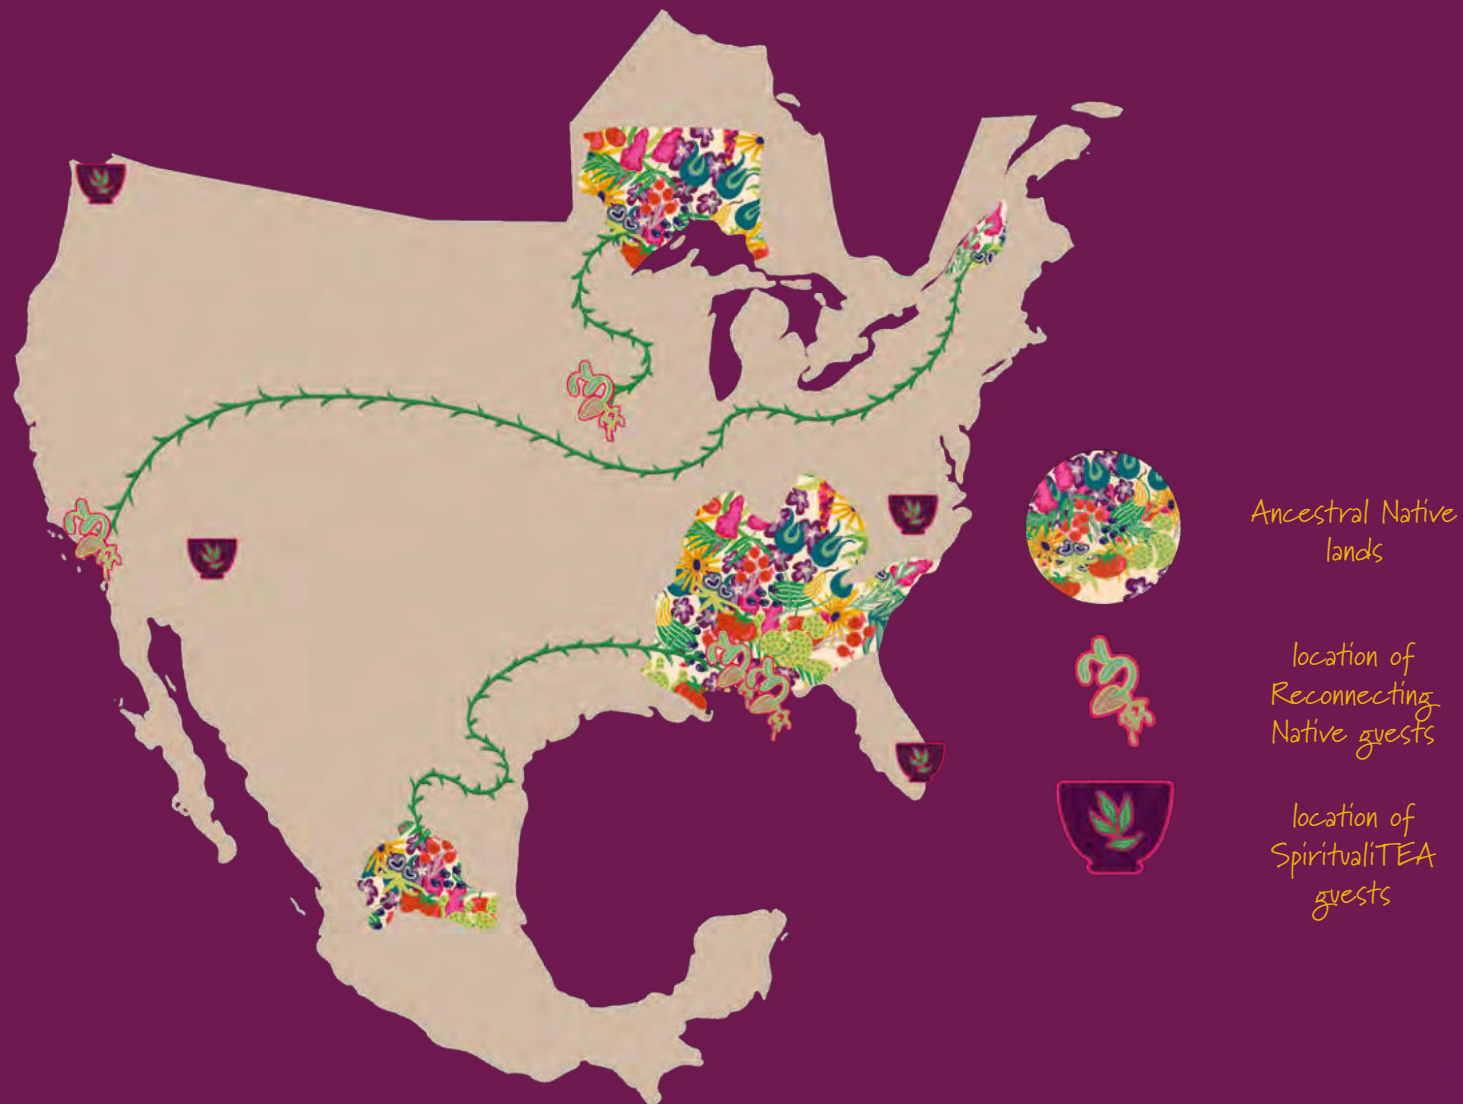 Ancestral Native
lands
location of
Reconnecting
Native guests
location of
SpiritualiTEA
guests